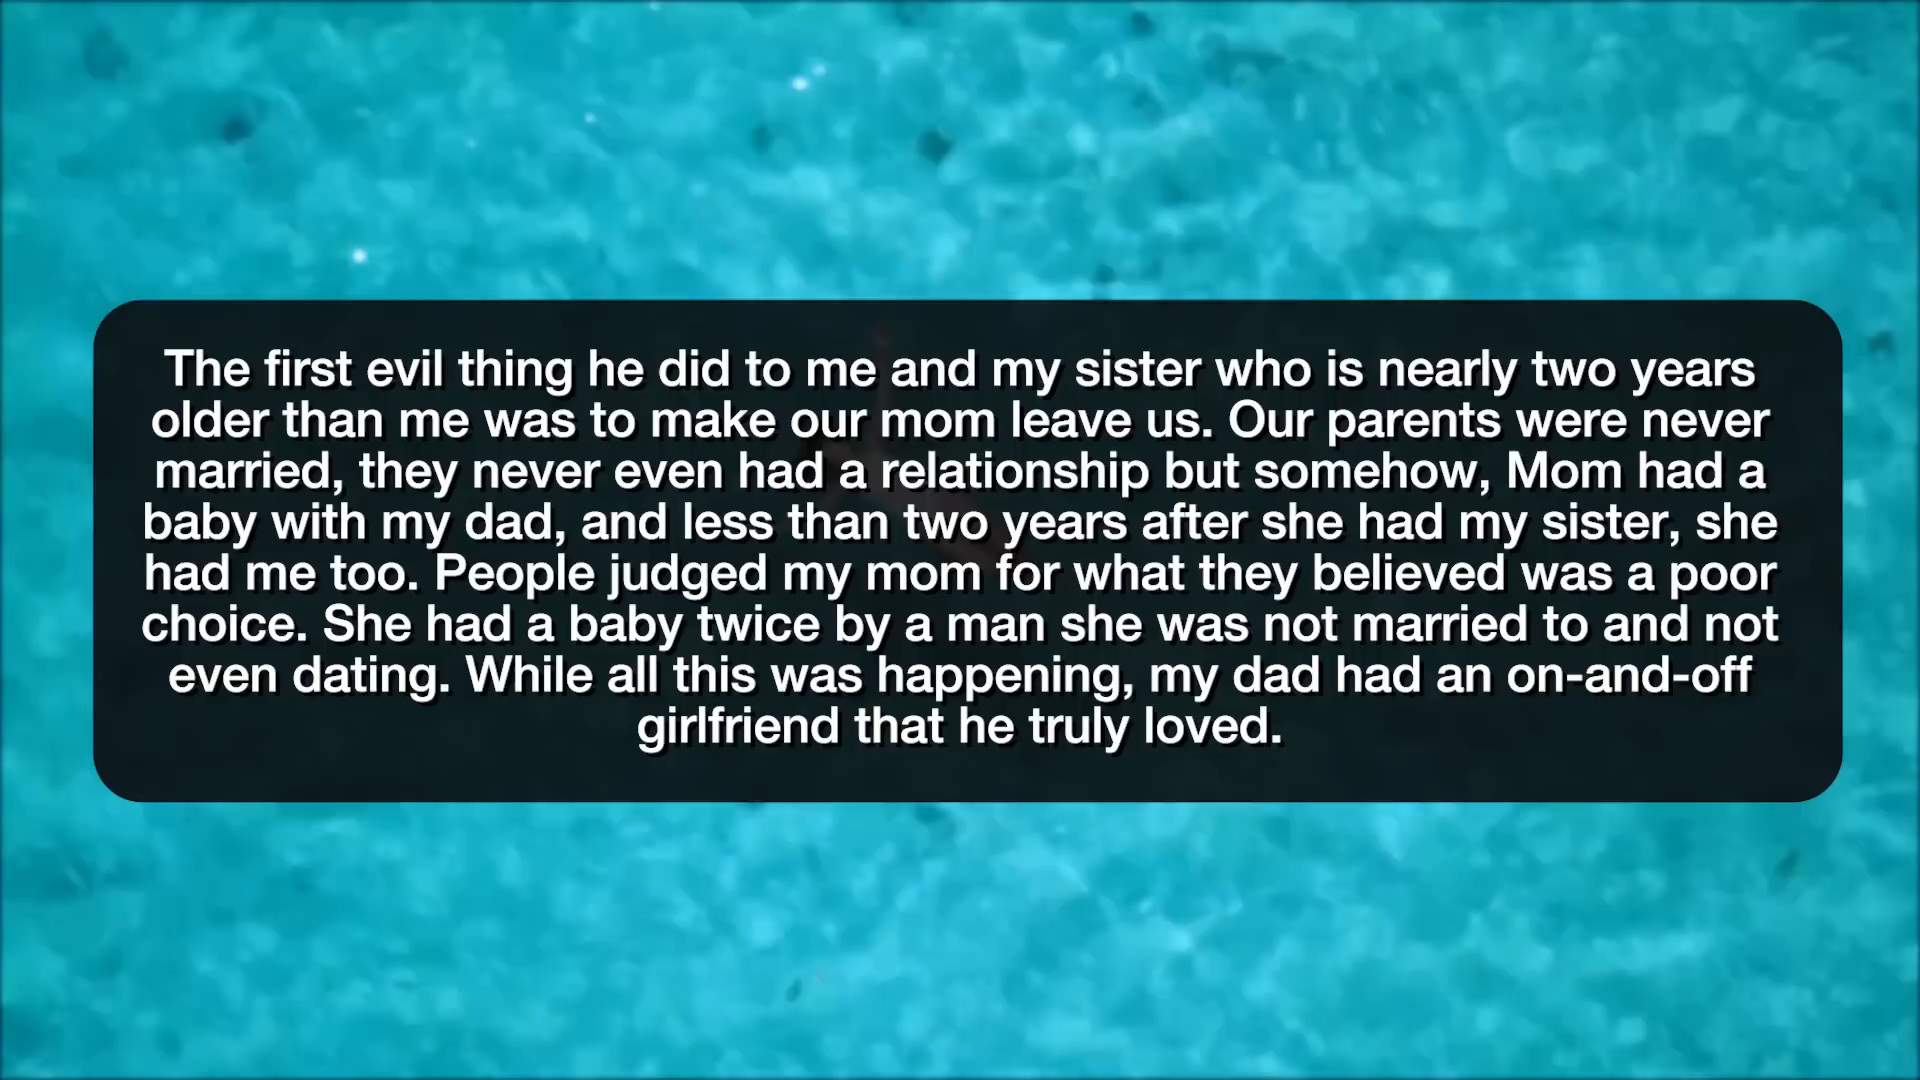 The first evil thing he did to me and my sister who is nearly two years
older than me was to make our mom leave us. Our parents were never
married, they never even had a relationship but somehow, Mom had a
baby with my dad, and less than two years after she had my sister, she
had me too. People judged my mom for what they believed was a poor
choice. She had a baby twice by a man she was not married to and not
even dating. While all this was happening, my dad had an on-and-off
girlfriend that he truly loved.